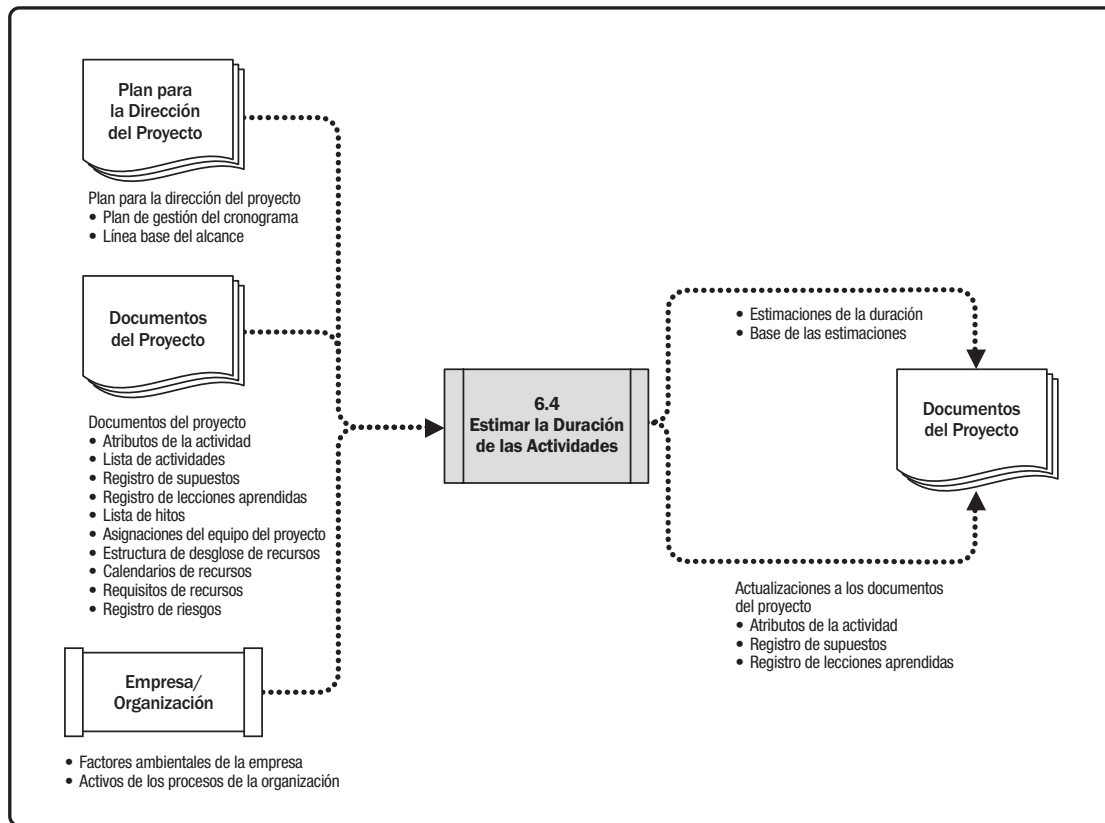 Plan para
la Dirección
del Proyecto
Plan para la dirección del proyecto
• Plan de gestión del cronograma
• Línea base del alcance
Documentos
del Proyecto
Documentos del proyecto
• Atributos de la actividad
• Lista de actividades
• Registro de supuestos
• Registro de lecciones aprendidas
• Lista de hitos
• Asignaciones del equipo del proyecto
• Estructura de desglose de recursos
• Calendarios de recursos
• Requisitos de recursos
• Registro de riesgos
Empresa/
Organización
• Factores ambientales de la empresa
• Activos de los procesos de la organización
6.4
Estimar la Duración
de las Actividades
• Estimaciones de la duración
• Base de las estimaciones
Documentos
del Proyecto
Actualizaciones a los documentos
del proyecto
• Atributos de la actividad
• Registro de supuestos
• Registro de lecciones aprendidas